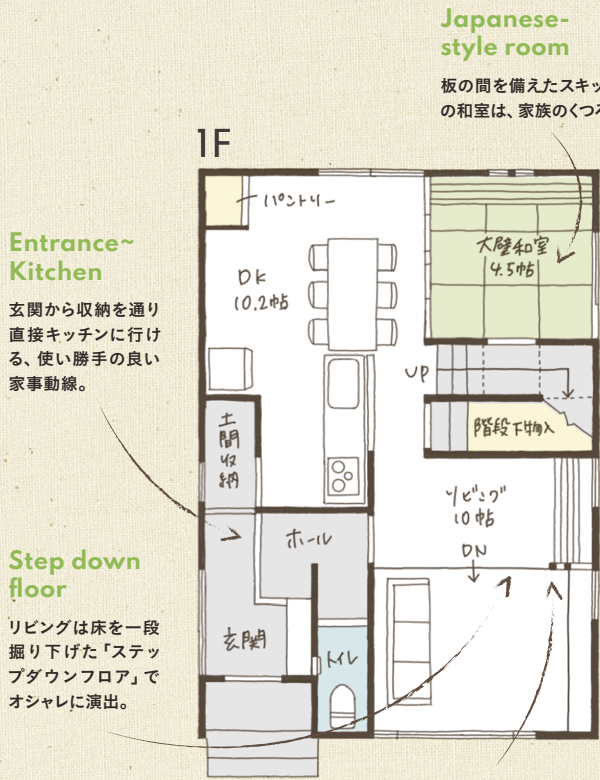 Japanese-
style room
板の間を備えたスキッ
の和室は、家族のくつろ
1F
パントリー
大壁和室
4.5帖
Entrance~
Kitchen
玄関から収納を通り
直接キッチンに行け
る、使い勝手の良い
家事動線。
DK
10.2帖
UP
土間収納
階段下物入
リビング
10帖
DN
ホール
Step down
floor
リビングは床を一段
掘り下げた「ステッ
プダウンフロア」で
オシャレに演出。
玄関
トイレ